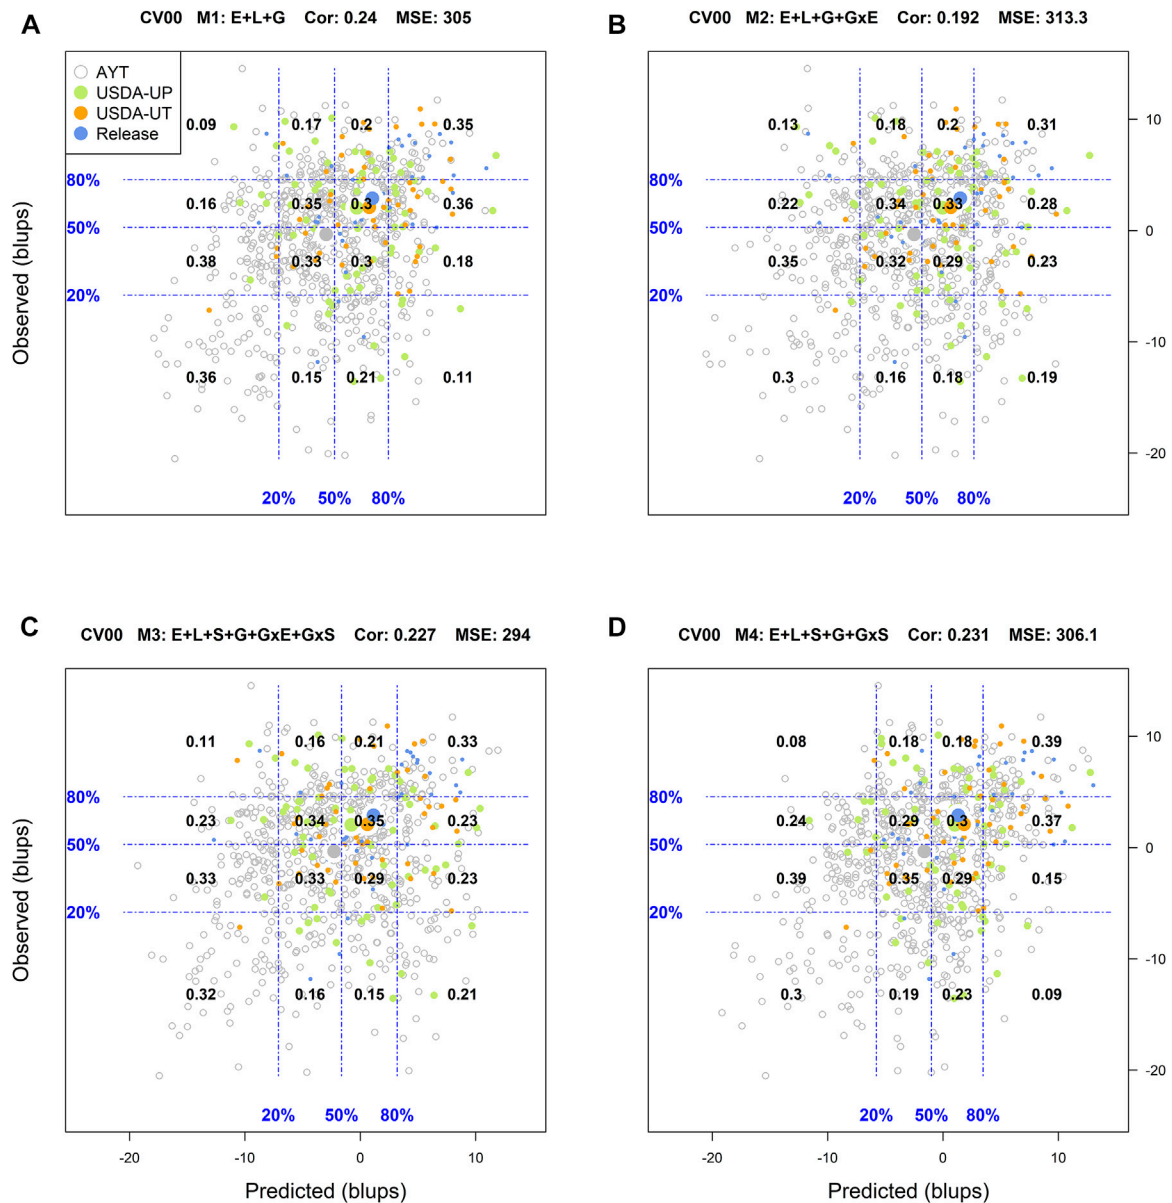 A
CV00 M1: E+L+G Cor: 0.24 MSE: 305
AYT
USDA-UP
USDA-UT
Release
0.09 0.17 0.2 0.35
80%
0.16 0.35 0.3 0.36
50%
0.38 0.33 0.3 0.18
20%
0.36 0.15 0.21 0.11
20% 50% 80%
Observed (blups)
B
CV00 M2: E+L+G+GxE Cor: 0.192 MSE: 313.3
0.13 0.18 0.2 0.31
80%
0.22 0.34 0.33 0.28
50%
0.35 0.32 0.29 0.23
20%
0.3 0.16 0.18 0.19
20% 50% 80%
10
0
-10
-20
C
CV00 M3: E+L+S+G+GxE+GxS Cor: 0.227 MSE: 294
0.11 0.16 0.21 0.33
80%
0.23 0.34 0.35 0.23
50%
0.33 0.33 0.29 0.23
20%
0.32 0.16 0.15 0.21
20% 50% 80%
Observed (blups)
-20 -10 0 10
Predicted (blups)
D
CV00 M4: E+L+S+G+GxS Cor: 0.231 MSE: 306.1
0.08 0.18 0.18 0.39
80%
0.24 0.29 0.3 0.37
50%
0.39 0.35 0.29 0.15
20%
0.3 0.19 0.23 0.09
20% 50% 80%
10
0
-10
-20
-20 -10 0 10
Predicted (blups)